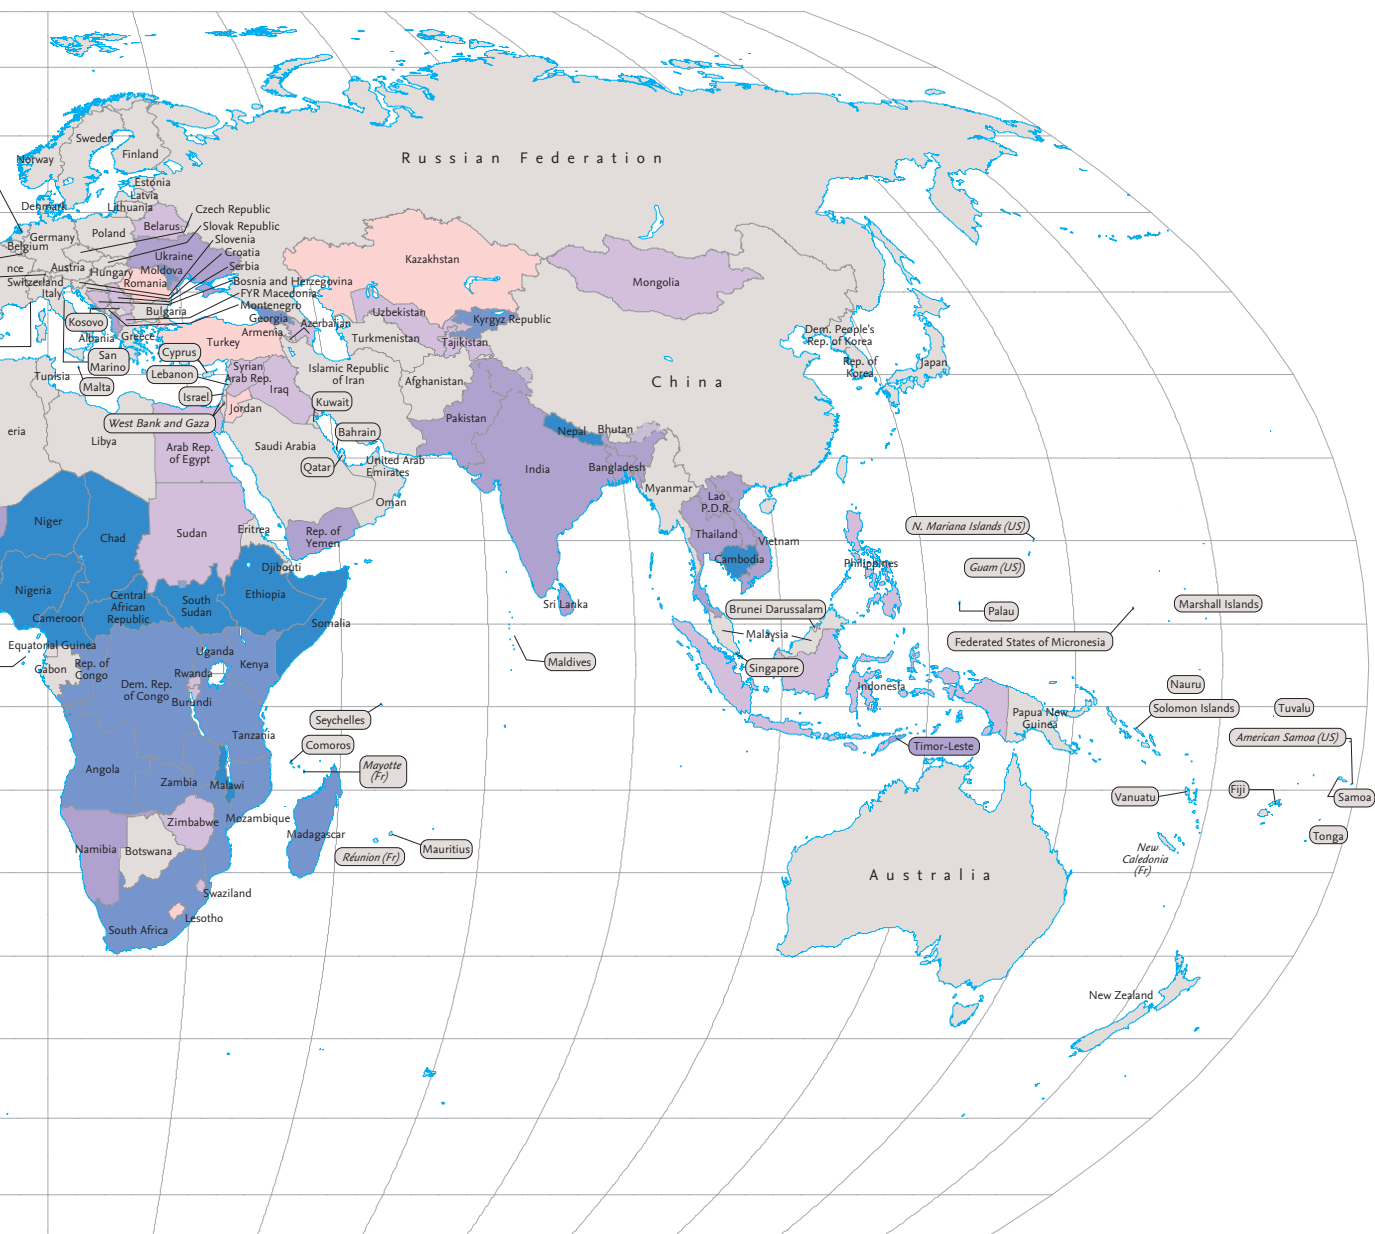 Russian Federation
Sweden
Norway
Finland
Estonia
Latvia
Denmark
Lithuania
Czech Republic
Slovak Republic
Belarus
Poland
Germany
Belgium
Slovenia
Croatia
Ukraine
Serbia
nce
Austria
Hungary
Moldova
Switzerland
Romania
Italy
Bosnia and Herzegovina
FYR Macedonia
Montenegro
Bulgaria
Georgia
Kosovo
Albania
Greece
Armenia
Azerbaijan
Turkey
San
Marino
Cyprus
Malta
Tunisia
Lebanon
Syrian
Arab Rep.
Iraq
Israel
Jordan
West Bank and Gaza
Kuwait
Kazakhstan
Mongolia
Uzbekistan
Kyrgyz Republic
Turkmenistan
Tajikistan
Islamic Republic
of Iran
Afghanistan
Dem. People's
Rep. of Korea
Rep. of
Korea
Japan
China
eria
Libya
Arab Rep.
of Egypt
Saudi Arabia
Bahrain
Qatar
United Arab
Emirates
Oman
Pakistan
Nepal
Bhutan
India
Bangladesh
Myanmar
Lao
P.D.R.
Thailand
Vietnam
Cambodia
Philippines
N. Mariana Islands (US)
Guam (US)
Palau
Marshall Islands
Federated States of Micronesia
Niger
Chad
Sudan
Eritrea
Rep. of
Yemen
Djibouti
Nigeria
Central
African
Republic
South
Sudan
Ethiopia
Cameroon
Somalia
Sri Lanka
Brunei Darussalam
Malaysia
Singapore
Maldives
Equatorial Guinea
Gabon
Rep. of
Congo
Uganda
Kenya
Rwanda
Dem. Rep.
of Congo
Burundi
Seychelles
Tanzania
Comoros
Mayotte
(Fr)
Indonesia
Papua New
Guinea
Timor-Leste
Nauru
Solomon Islands
Tuvalu
American Samoa (US)
Vanuatu
Fiji
Samoa
Tonga
Angola
Zambia
Malawi
Mozambique
Zimbabwe
Madagascar
Namibia
Botswana
Réunion (Fr)
Mauritius
New
Caledonia
(Fr)
Swaziland
Lesotho
South Africa
Australia
New Zealand